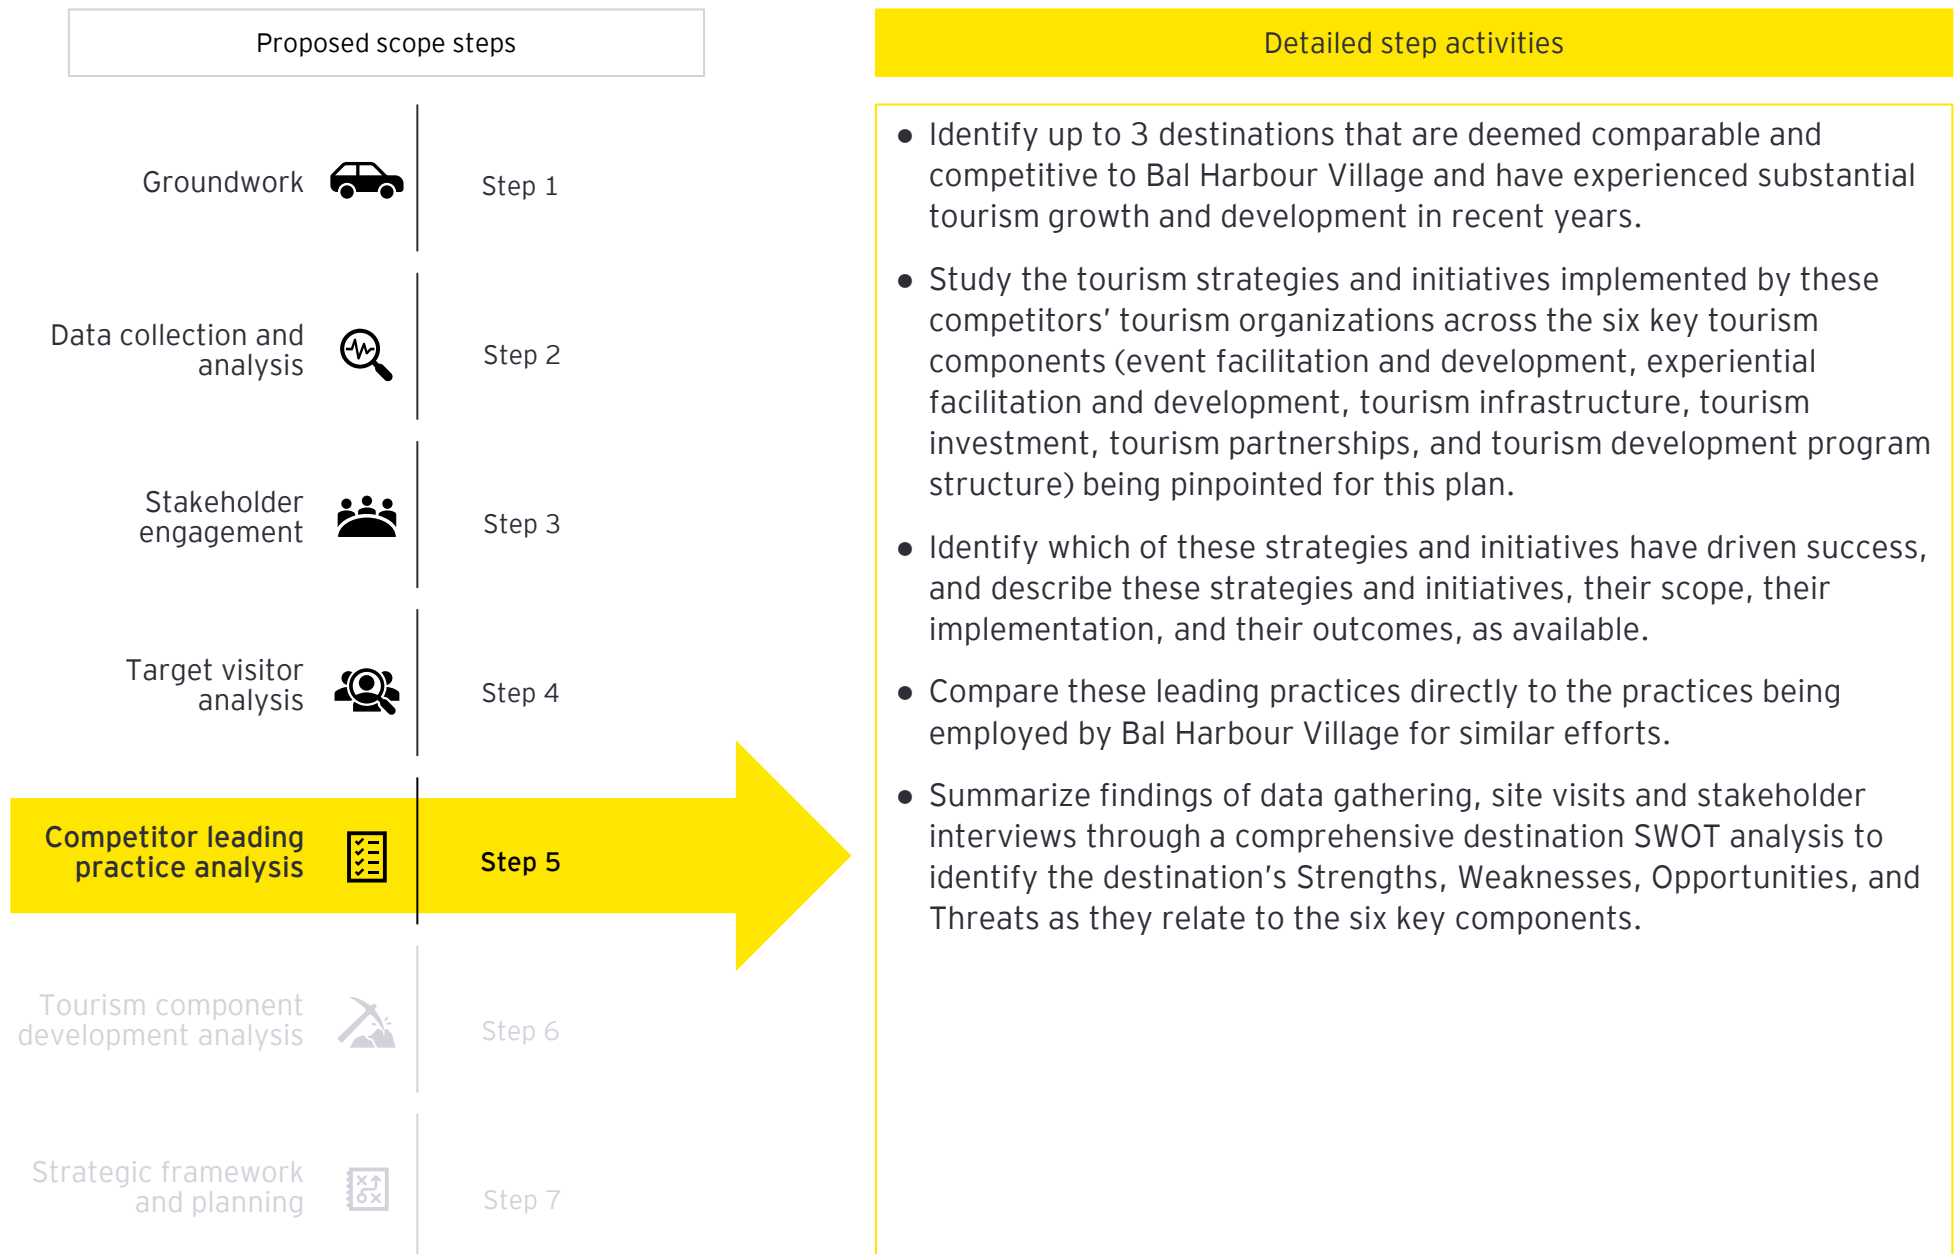 Proposed scope steps
Groundwork
Step 1
Data collection and
analysis
Step 2
Stakeholder
engagement
Step 3
Target visitor
analysis
Step 4
Competitor leading
practice analysis
Step 5
Tourism component
development analysis
Step 6
Strategic framework
and planning
Step 7
Detailed step activities
● Identify up to 3 destinations that are deemed comparable and
competitive to Bal Harbour Village and have experienced substantial
tourism growth and development in recent years.
● Study the tourism strategies and initiatives implemented by these
competitors’ tourism organizations across the six key tourism
components (event facilitation and development, experiential
facilitation and development, tourism infrastructure, tourism
investment, tourism partnerships, and tourism development program
structure) being pinpointed for this plan.
● Identify which of these strategies and initiatives have driven success,
and describe these strategies and initiatives, their scope, their
implementation, and their outcomes, as available.
● Compare these leading practices directly to the practices being
employed by Bal Harbour Village for similar efforts.
● Summarize findings of data gathering, site visits and stakeholder
interviews through a comprehensive destination SWOT analysis to
identify the destination’s Strengths, Weaknesses, Opportunities, and
Threats as they relate to the six key components.